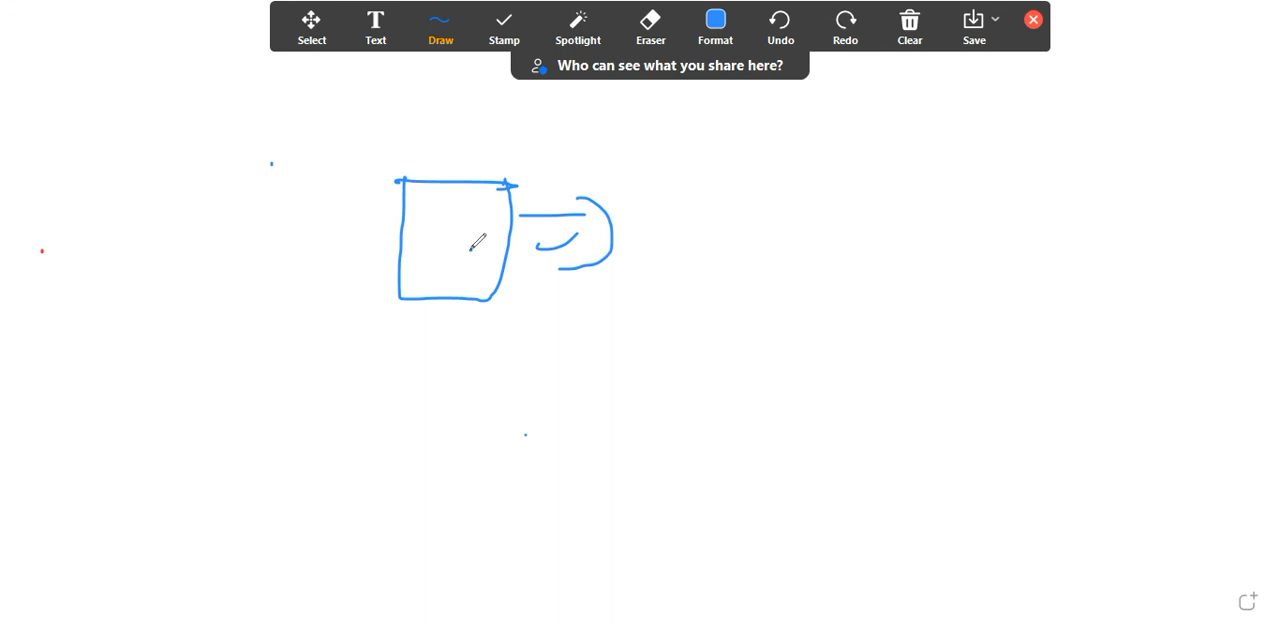 Select Text Draw Stamp Spotlight Eraser Format Undo Redo Clear Save
Who can see what you share here?